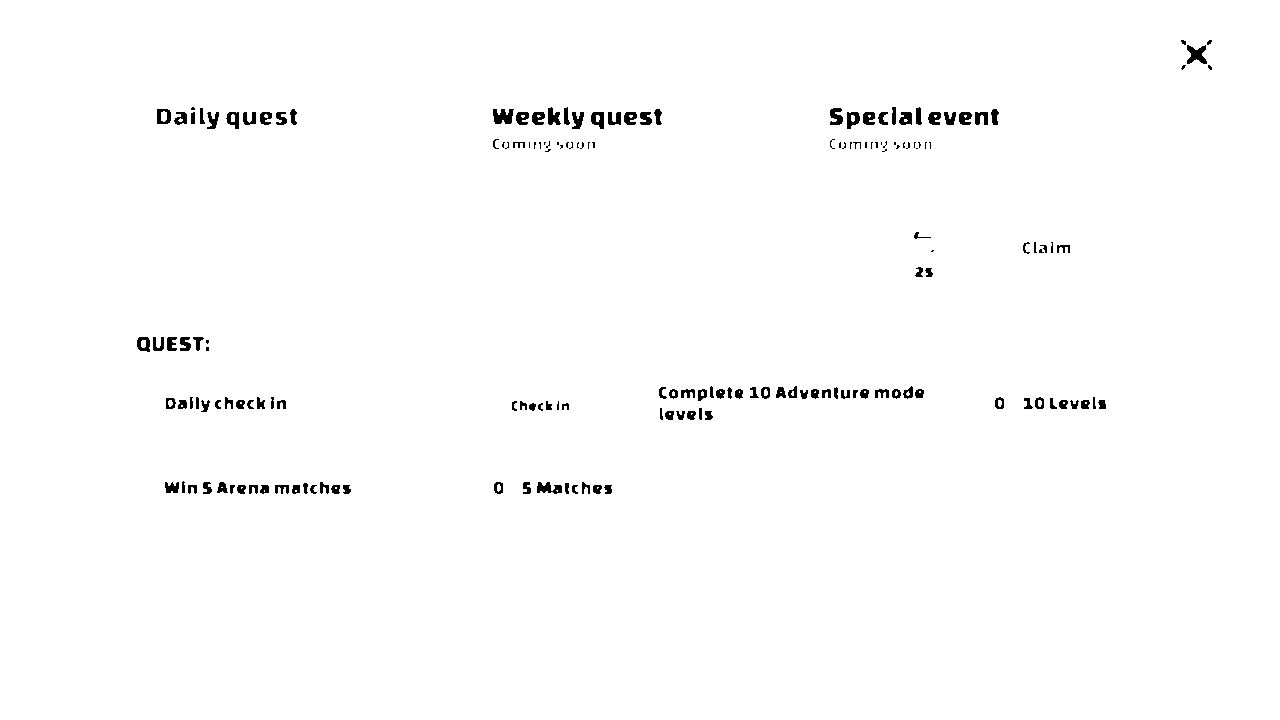 Daily quest
Weekly quest
Special event
Coming soon
Coming soon
Claim
25
QUEST:
Daily check in
Check in
Complete 10 Adventure mode
levels
0 10 Levels
Win 5 Arena matches
0 5 Matches